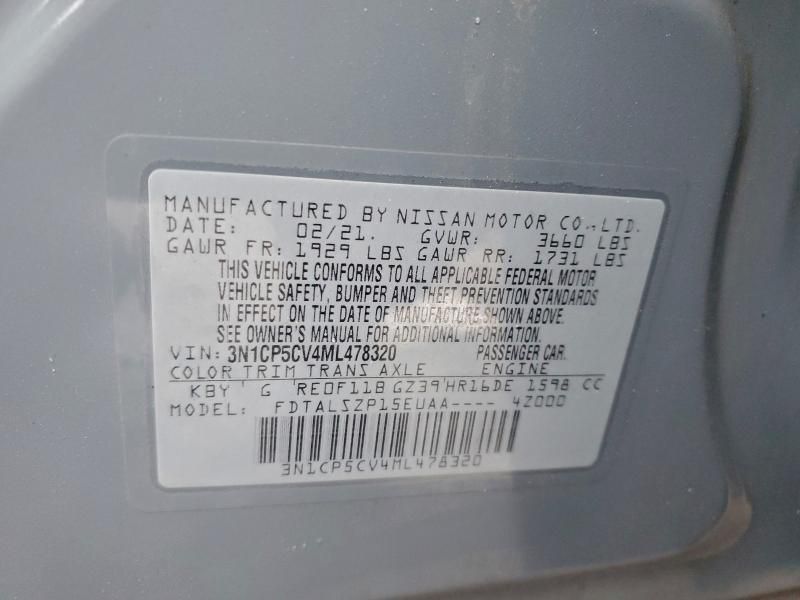 MANUFACTURED BY NISSAN MOTOR CO.,LTD.
DATE: 02/21. GVWR: 3660 LBS
GAWR FR: 1929 LBS GAWR RR: 1731 LBS
THIS VEHICLE CONFORMS TO ALL APPLICABLE FEDERAL MOTOR
VEHICLE SAFETY, BUMPER AND THEFT PREVENTION STANDARDS
IN EFFECT ON THE DATE OF MANUFACTURE SHOWN ABOVE.
SEE OWNER'S MANUAL FOR ADDITIONAL INFORMATION.
VIN: 3N1CP5CV4ML478320 PASSENGER CAR
COLOR TRIM TRANS AXLE ENGINE
KBY G RE0F11B GZ39 HR16DE 1598 CC
MODEL: FDTALSZP15EUAA---- 4Z000
3N1CP5CV4ML478320